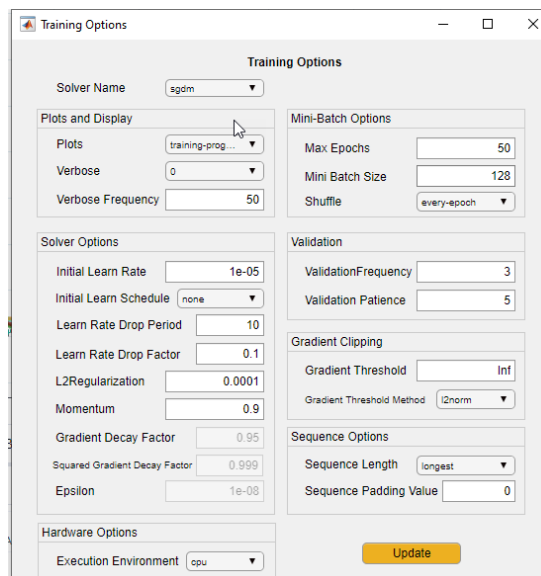 Training Options
Training Options
Solver Name sgdm
Plots and Display
Plots training-prog...
Verbose 0
Verbose Frequency 50
Mini-Batch Options
Max Epochs 50
Mini Batch Size 128
Shuffle every-epoch
Solver Options
Initial Learn Rate 1e-05
Initial Learn Schedule none
Learn Rate Drop Period 10
Learn Rate Drop Factor 0.1
L2Regularization 0.0001
Momentum 0.9
Gradient Decay Factor 0.95
Squared Gradient Decay Factor 0.999
Epsilon 1e-08
Validation
ValidationFrequency 3
Validation Patience 5
Gradient Clipping
Gradient Threshold Inf
Gradient Threshold Method l2norm
Sequence Options
Sequence Length longest
Sequence Padding Value 0
Hardware Options
Execution Environment cpu
Update